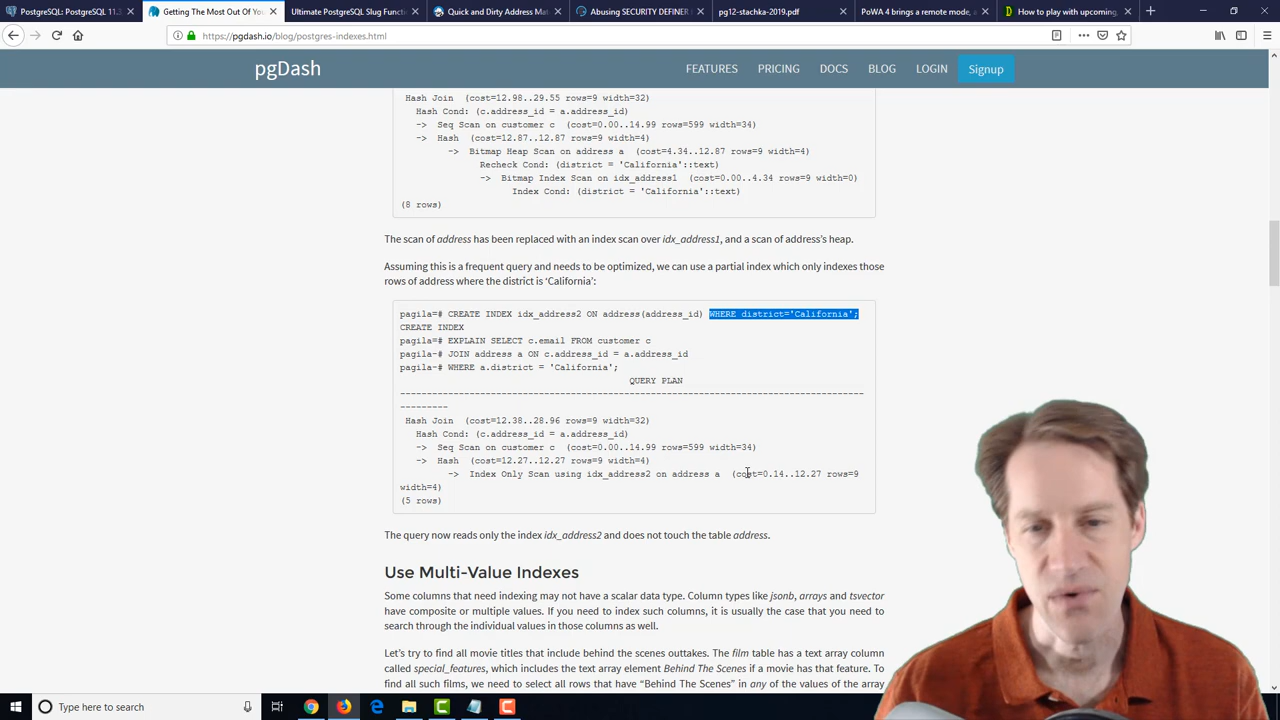 PostgreSQL: PostgreSQL 11.3,
Getting The Most Out Of Yo
Ultimate PostgreSQL Slug Func
Quick and Dirty Address Mat
Abusing SECURITY DEFINER
pg12-stachka-2019.pdf
PoWA 4 brings a remote mode, a
How to play with upcoming,
https://pgdash.io/blog/postgres-indexes.html
pgDash
FEATURES PRICING DOCS BLOG LOGIN Signup
Hash Join (cost=12.98..29.55 rows=9 width=32)
Hash Cond: (c.address_id = a.address_id)
-> Seq Scan on customer c (cost=0.00..14.99 rows=599 width=34)
-> Hash (cost=12.87..12.87 rows=9 width=4)
-> Bitmap Heap Scan on address a (cost=4.34..12.87 rows=9 width=4)
Recheck Cond: (district = 'California'::text)
-> Bitmap Index Scan on idx_address1 (cost=0.00..4.34 rows=9 width=0)
Index Cond: (district = 'California'::text)
(8 rows)
The scan of address has been replaced with an index scan over idx_address1, and a scan of address's heap.
Assuming this is a frequent query and needs to be optimized, we can use a partial index which only indexes those
rows of address where the district is 'California':
pagila=# CREATE INDEX idx_address2 ON address(address_id) WHERE district='California';
CREATE INDEX
pagila=# EXPLAIN SELECT c.email FROM customer c
pagila-# JOIN address a ON c.address_id = a.address_id
pagila-# WHERE a.district = 'California';
QUERY PLAN
--------------------------------------------------------------------------------------
---------
Hash Join (cost=12.38..28.96 rows=9 width=32)
Hash Cond: (c.address_id = a.address_id)
-> Seq Scan on customer c (cost=0.00..14.99 rows=599 width=34)
-> Hash (cost=12.27..12.27 rows=9 width=4)
-> Index Only Scan using idx_address2 on address a (cost=0.14..12.27 rows=9
width=4)
(5 rows)
The query now reads only the index idx_address2 and does not touch the table address.
Use Multi-Value Indexes
Some columns that need indexing may not have a scalar data type. Column types like jsonb, arrays and tsvector
have composite or multiple values. If you need to index such columns, it is usually the case that you need to
search through the individual values in those columns as well.
Let's try to find all movie titles that include behind the scenes outtakes. The film table has a text array column
called special_features, which includes the text array element Behind The Scenes if a movie has that feature. To
find all such films, we need to select all rows that have "Behind The Scenes" in any of the values of the array
Type here to search